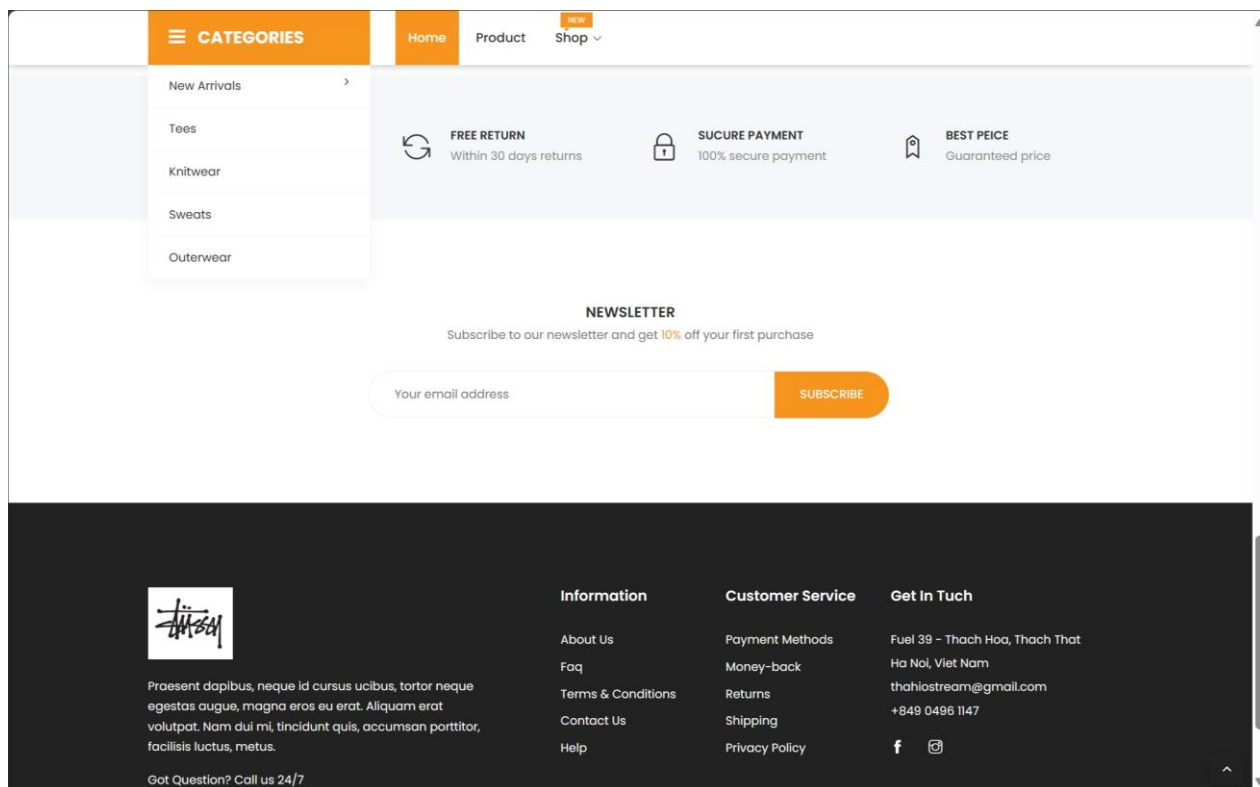 CATEGORIES
Home
Product
NEW
Shop
New Arrivals
Tees
Knitwear
Sweats
Outerwear
FREE RETURN
Within 30 days returns
SUCURE PAYMENT
100% secure payment
BEST PEICE
Guaranteed price
NEWSLETTER
Subscribe to our newsletter and get 10% off your first purchase
Your email address
SUBSCRIBE
Stüssy
Praesent dapibus, neque id cursus ucibus, tortor neque
egestas augue, magna eros eu erat. Aliquam erat
volutpat. Nam dui mi, tincidunt quis, accumsan porttitor,
facilisis luctus, metus.
Got Question? Call us 24/7
Information
About Us
Faq
Terms & Conditions
Contact Us
Help
Customer Service
Payment Methods
Money-back
Returns
Shipping
Privacy Policy
Get In Tuch
Fuel 39 - Thach Hoa, Thach That
Ha Noi, Viet Nam
thahiostream@gmail.com
+849 0496 1147